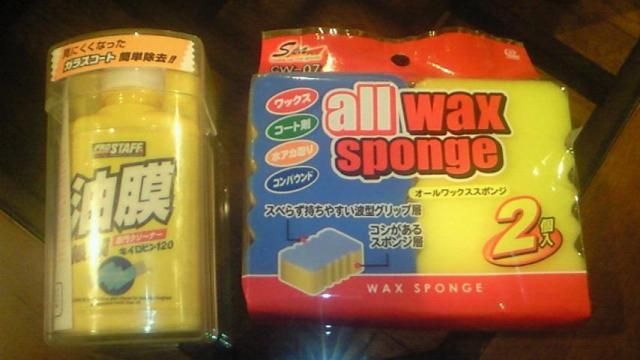 効きにくくなった
ガラスコート 簡単除去!!
PROSTAFF
油膜
キイロビン120
CW-07
ワックス
コート剤
水アカ取り
コンパウンド
all wax
sponge
オールワックススポンジ
2個入
スベらず持ちやすい波型グリップ層
コシがある
スポンジ層
WAX SPONGE